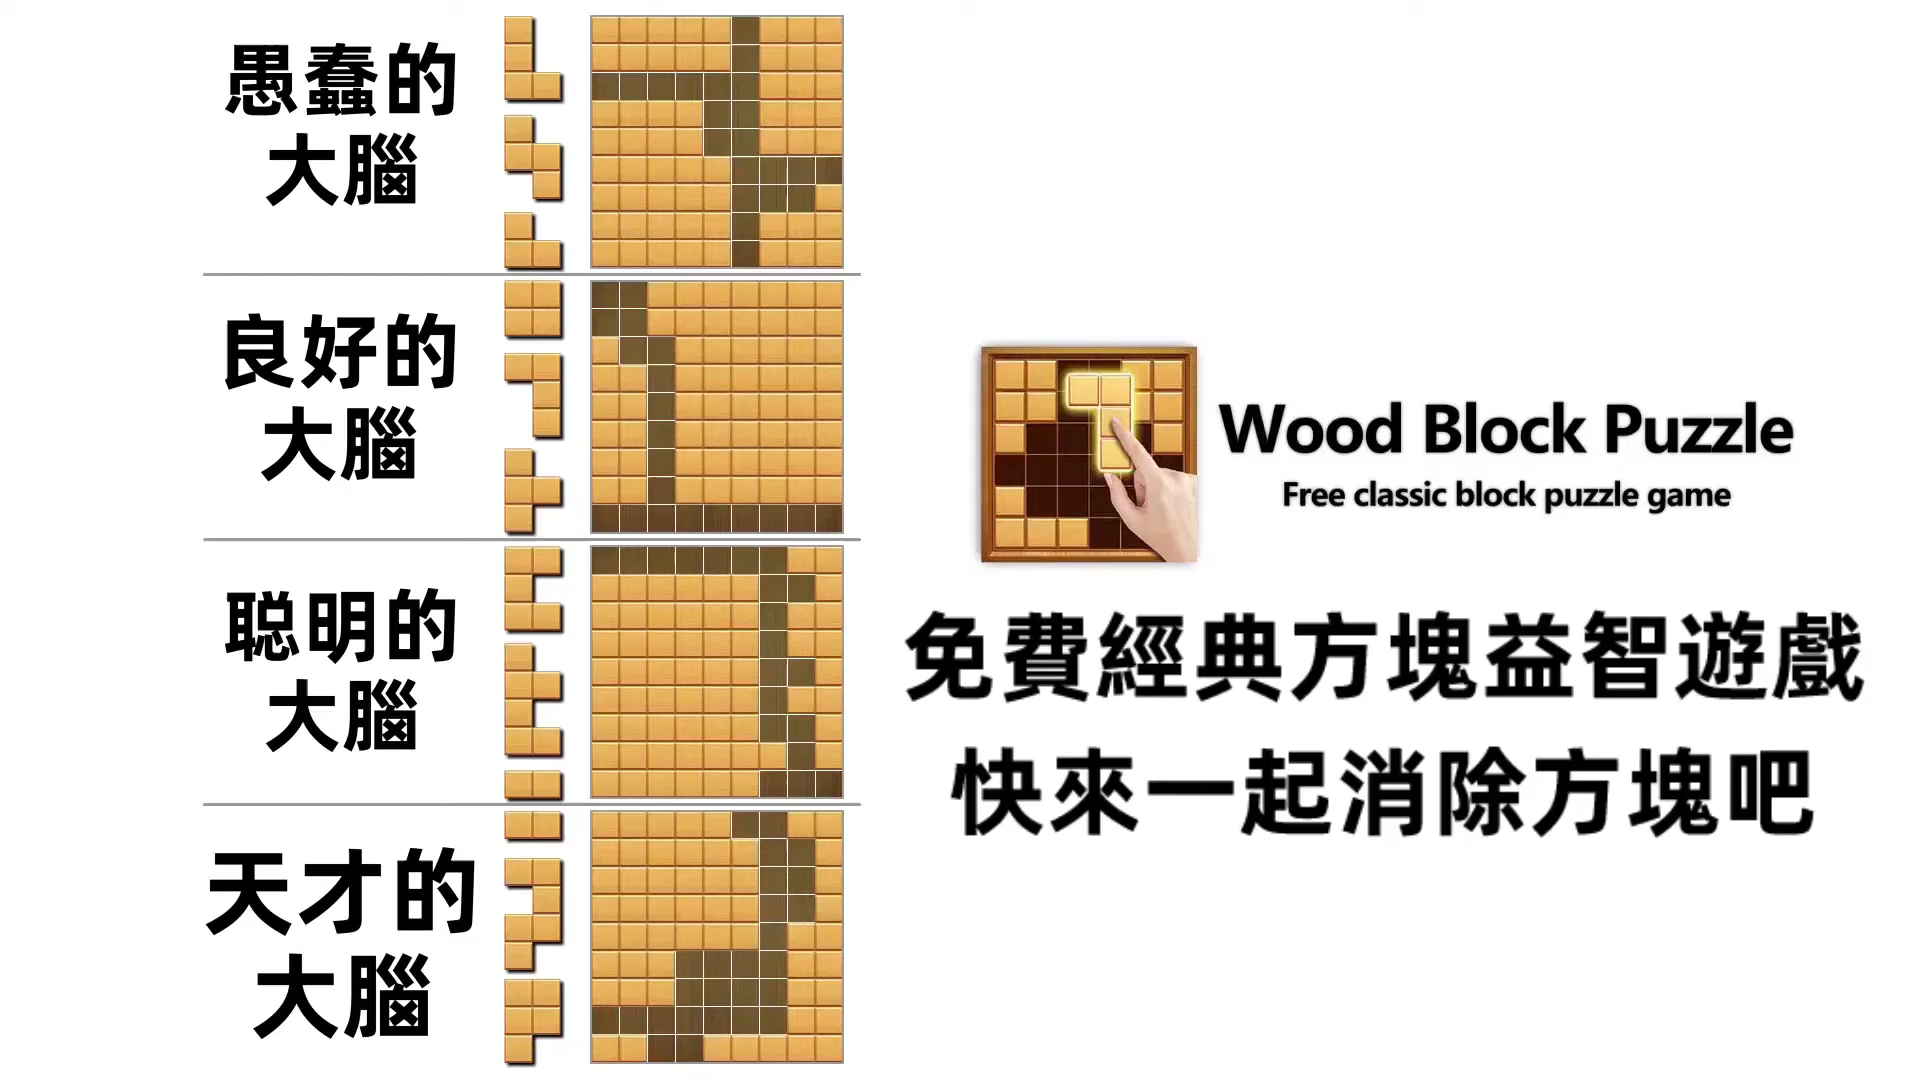 愚蠢的
大腦
良好的
大腦
聪明的
大腦
天才的
大腦
Wood Block Puzzle
Free classic block puzzle game
免費經典方塊益智遊戲
快來一起消除方塊吧